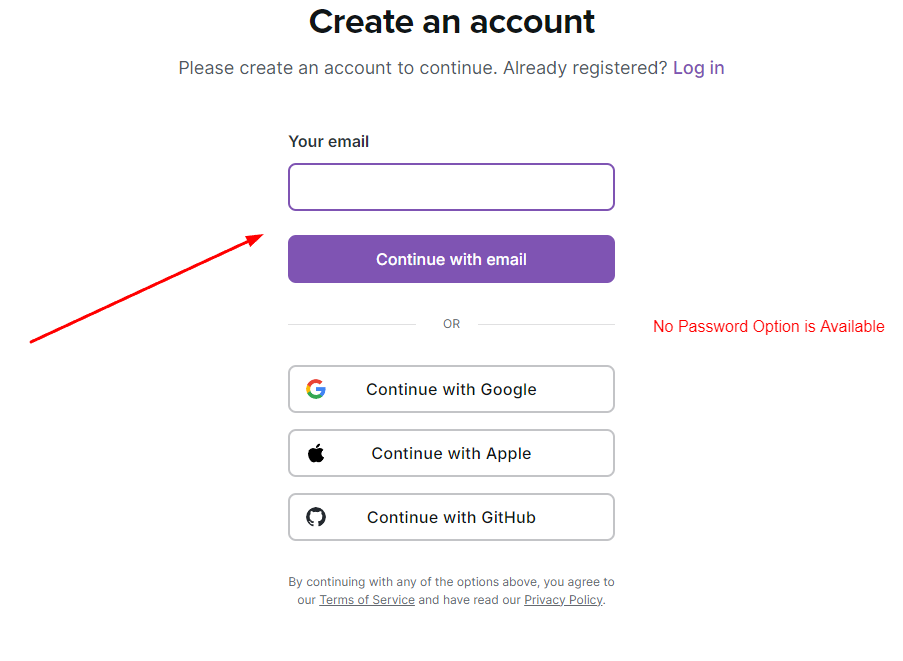 Create an account
Please create an account to continue. Already registered? Log in
Your email
Continue with email
OR
No Password Option is Available
Continue with Google
Continue with Apple
Continue with GitHub
By continuing with any of the options above, you agree to
our Terms of Service and have read our Privacy Policy.